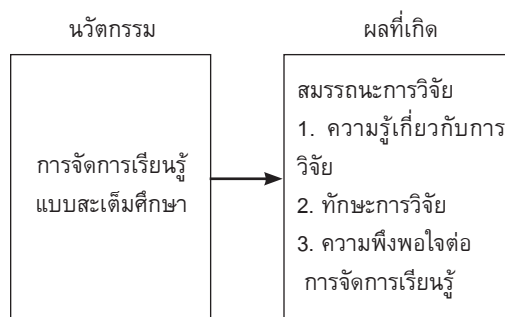 นวัตกรรม
ผลที่เกิด
การจัดการเรียนรู้
แบบสะเต็มศึกษา
สมรรถนะการวิจัย
1. ความรู้เกี่ยวกับการ
วิจัย
2. ทักษะการวิจัย
3. ความพึงพอใจต่อ
การจัดการเรียนรู้